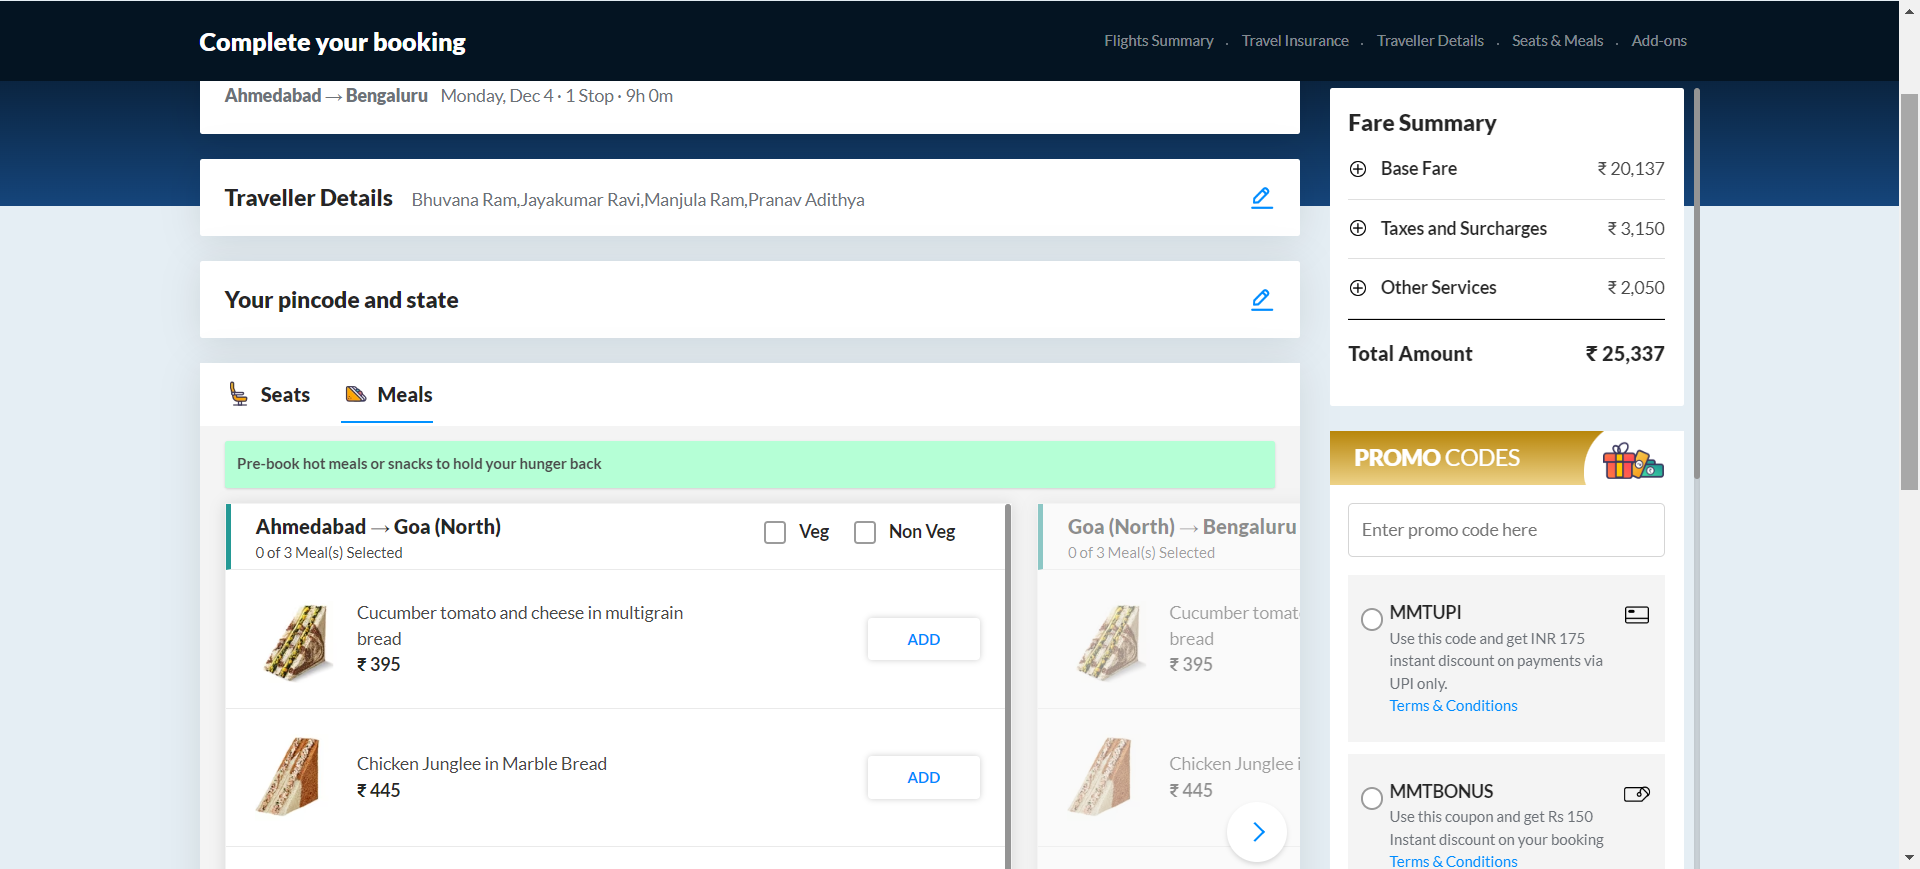 Complete your booking
Flights Summary . Travel Insurance . Traveller Details . Seats & Meals . Add-ons
Ahmedabad → Bengaluru Monday, Dec 4 · 1 Stop · 9h 0m
Traveller Details Bhuvana Ram,Jayakumar Ravi,Manjula Ram,Pranav Adithya
Your pincode and state
Seats Meals
Pre-book hot meals or snacks to hold your hunger back
Ahmedabad → Goa (North)
0 of 3 Meal(s) Selected
Veg Non Veg
Cucumber tomato and cheese in multigrain
bread
₹ 395
ADD
Chicken Junglee in Marble Bread
₹ 445
ADD
Goa (North) → Bengaluru
0 of 3 Meal(s) Selected
Cucumber tomat
bread
₹ 395
Chicken Junglee i
₹ 445
Fare Summary
Base Fare ₹ 20,137
Taxes and Surcharges ₹ 3,150
Other Services ₹ 2,050
Total Amount ₹ 25,337
PROMO CODES
Enter promo code here
MMTUPI
Use this code and get INR 175
instant discount on payments via
UPI only.
Terms & Conditions
MMTBONUS
Use this coupon and get Rs 150
Instant discount on your booking
Terms & Conditions